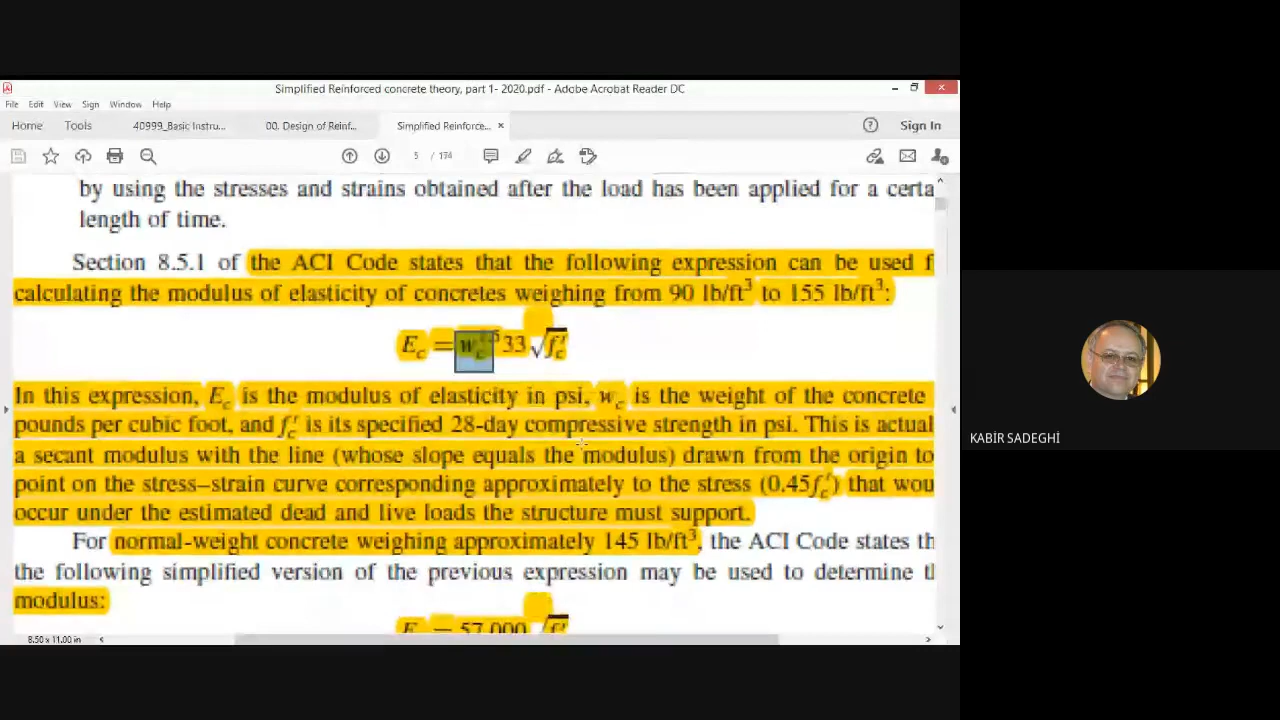 Simplified Reinforced concrete theory, part 1- 2020.pdf - Adobe Acrobat Reader DC
File Edit View Sign Window Help
Home Tools 40999_Basic Instru... 00. Design of Reinf... Simplified Reinforce... × Sign In
5 / 174
by using the stresses and strains obtained after the load has been applied for a certa
length of time.
Section 8.5.1 of the ACI Code states that the following expression can be used f
calculating the modulus of elasticity of concretes weighing from 90 lb/ft³ to 155 lb/ft³:
E_c = w_c^1.5 33 √f′_c
In this expression, E_c is the modulus of elasticity in psi, w_c is the weight of the concrete
pounds per cubic foot, and f′_c is its specified 28-day compressive strength in psi. This is actual
a secant modulus with the line (whose slope equals the modulus) drawn from the origin to
point on the stress–strain curve corresponding approximately to the stress (0.45f′_c) that wou
occur under the estimated dead and live loads the structure must support.
For normal-weight concrete weighing approximately 145 lb/ft³, the ACI Code states th
the following simplified version of the previous expression may be used to determine t
modulus:
E_c = 57,000 √f′
8.50 x 11.00 in
KABİR SADEGHİ